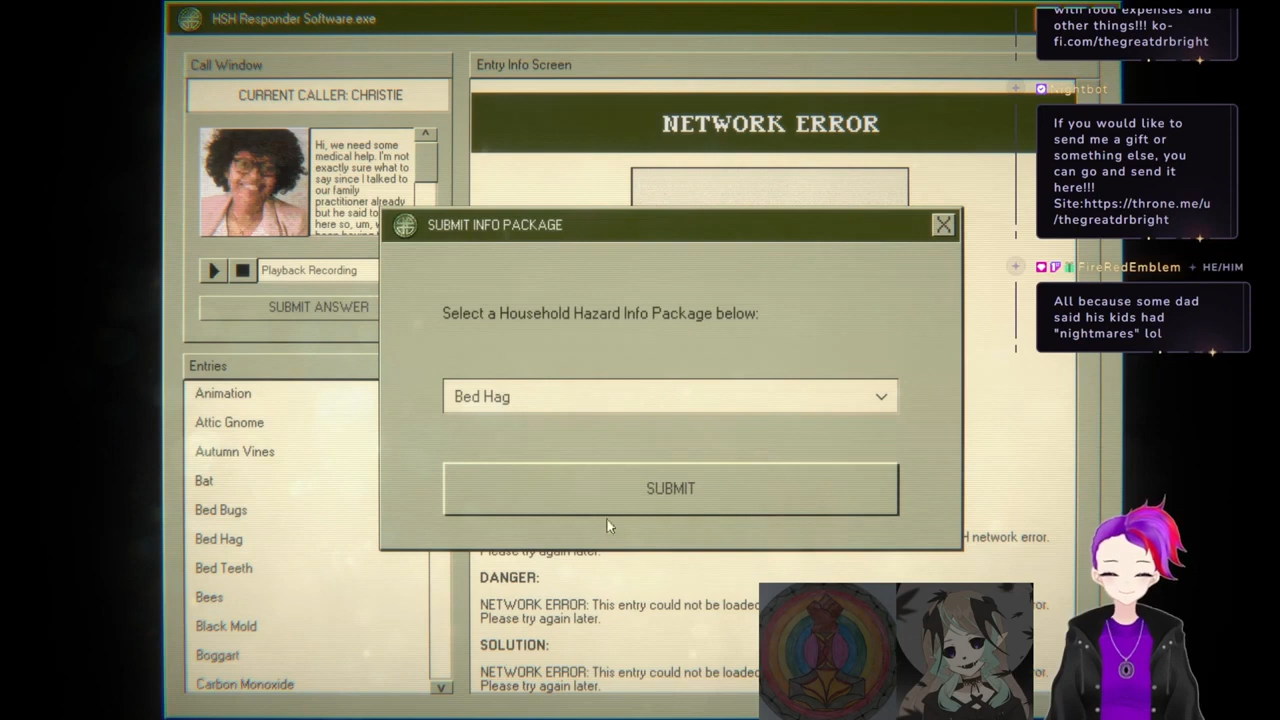 HSH Responder Software.exe
Call Window
CURRENT CALLER: CHRISTIE
Hi, we need some
medical help. I'm not
exactly sure what to
say since I talked to
our family
practitioner already
but he said to
here so, um, w
Playback Recording
SUBMIT ANSWER
Entries
Animation
Attic Gnome
Autumn Vines
Bat
Bed Bugs
Bed Hag
Bed Teeth
Bees
Black Mold
Boggart
Carbon Monoxide
Entry Info Screen
NETWORK ERROR
SUBMIT INFO PACKAGE
Select a Household Hazard Info Package below:
Bed Hag
SUBMIT
H network error.
Please try again later.
DANGER:
NETWORK ERROR: This entry could not be loaded
ror.
Please try again later.
SOLUTION:
NETWORK ERROR: This entry could not be loaded
ror.
Please try again later.
with food expenses and
other things!!! ko-
fi.com/thegreatdrbright
Nightbot
If you would like to
send me a gift or
something else, you
can go and send it
here!!!
Site:https://throne.me/u
/thegreatdrbright
FireRedEmblem + HE/HIM
All because some dad
said his kids had
"nightmares" lol